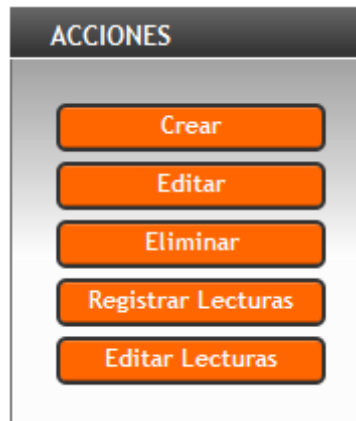 ACCIONES
Crear
Editar
Eliminar
Registrar Lecturas
Editar Lecturas